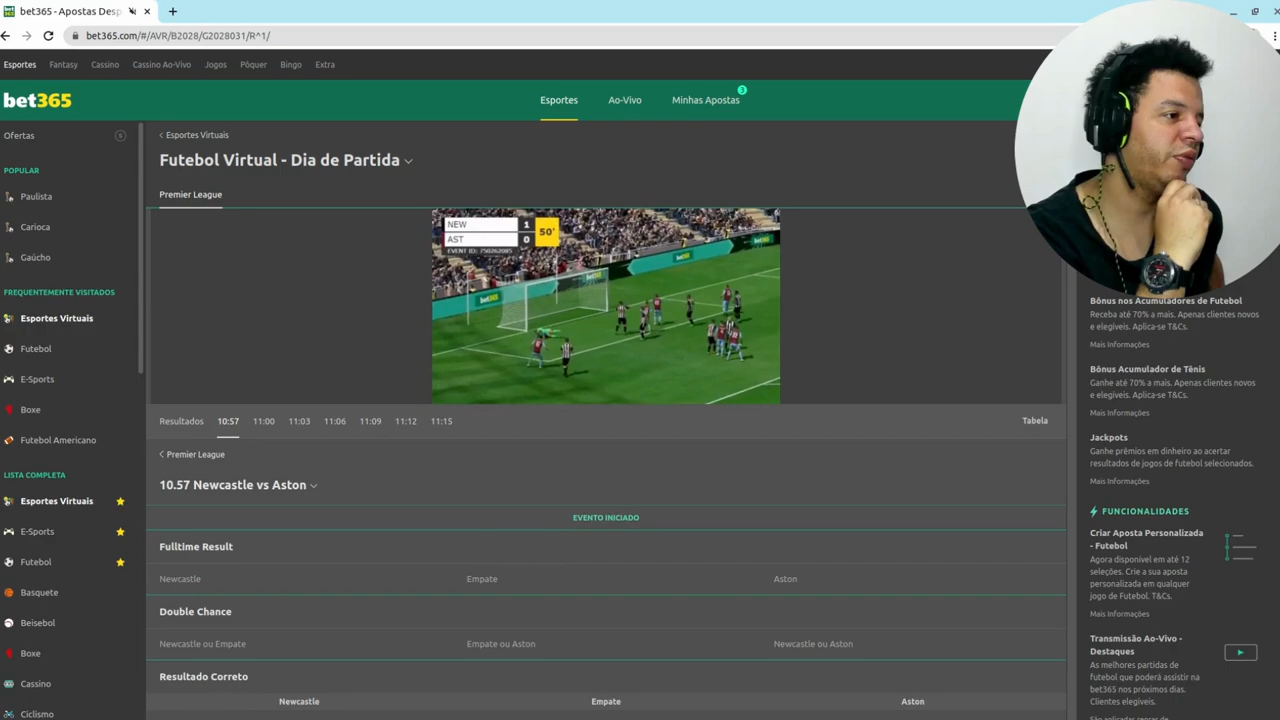 bet365 - Apostas Desp
bet365.com/#/AVR/B2028/G2028031/R^1/
Esportes Fantasy Cassino Cassino Ao-Vivo Jogos Pôquer Bingo Extra
bet365
Esportes Ao-Vivo Minhas Apostas 3
Ofertas
POPULAR
Paulista
Carioca
Gaúcho
FREQUENTEMENTE VISITADOS
Esportes Virtuais
Futebol
E-Sports
Boxe
Futebol Americano
LISTA COMPLETA
Esportes Virtuais
E-Sports
Futebol
Basquete
Beisebol
Boxe
Cassino
Ciclismo
Esportes Virtuais
Futebol Virtual - Dia de Partida
Premier League
NEW 1
AST 0
50'
EVENT ID: 750262085
bet365
bet365
bet365
bet365
Resultados 10:57 11:00 11:03 11:06 11:09 11:12 11:15 Tabela
Premier League
10.57 Newcastle vs Aston
EVENTO INICIADO
Fulltime Result
Newcastle Empate Aston
Double Chance
Newcastle ou Empate Empate ou Aston Newcastle ou Aston
Resultado Correto
Newcastle Empate Aston
Bônus nos Acumuladores de Futebol
Receba até 70% a mais. Apenas clientes novos
e elegíveis. Aplica-se T&Cs.
Mais Informações
Bônus Acumulador de Tênis
Ganhe até 70% a mais. Apenas clientes novos
e elegíveis. Aplica-se T&Cs.
Mais Informações
Jackpots
Ganhe prêmios em dinheiro ao acertar
resultados de jogos de futebol selecionados.
Mais Informações
FUNCIONALIDADES
Criar Aposta Personalizada
- Futebol
Agora disponível em até 12
seleções. Crie a sua aposta
personalizada em qualquer
jogo de Futebol. T&Cs.
Mais Informações
Transmissão Ao-Vivo -
Destaques
As melhores partidas de
futebol que poderá assistir na
bet365 nos próximos dias.
Clientes elegíveis.